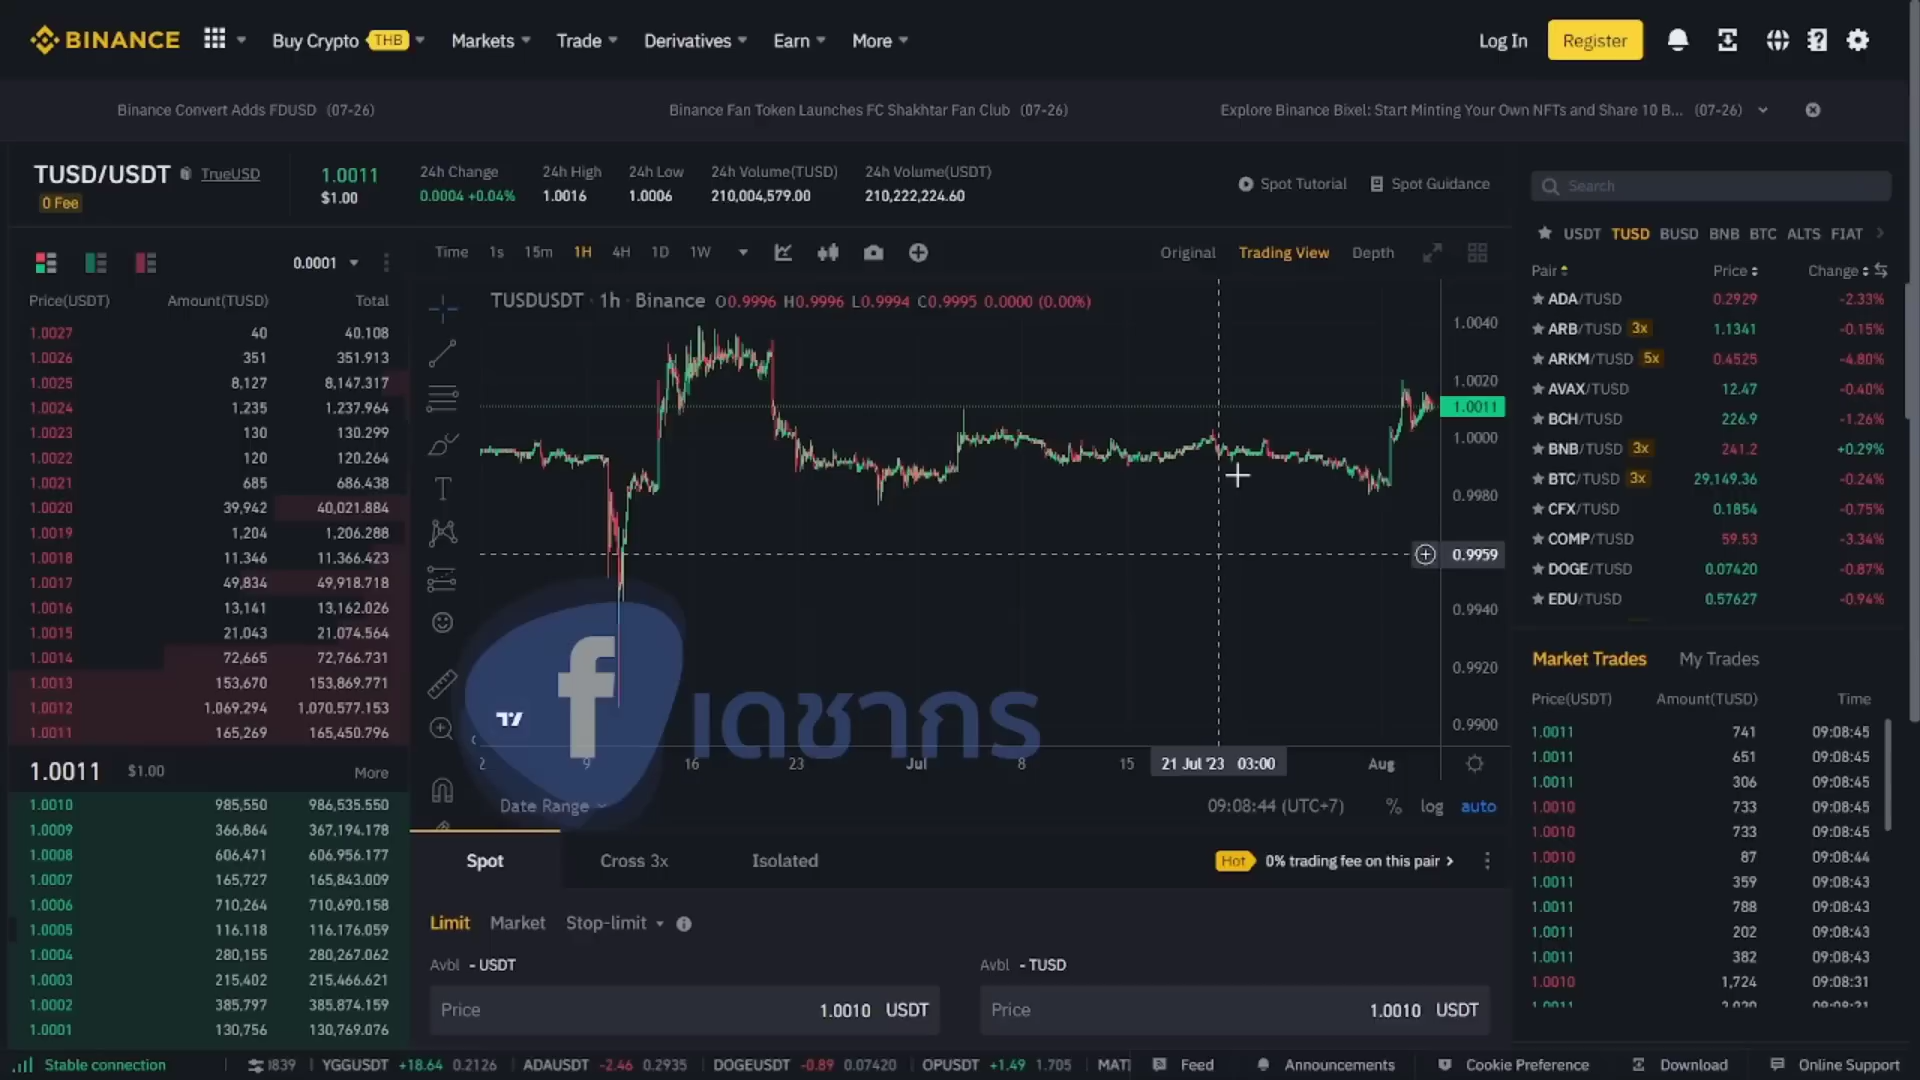 BINANCE Buy Crypto THB Markets Trade Derivatives Earn More Log In Register
Binance Convert Adds FDUSD (07-26) Binance Fan Token Launches FC Shakhtar Fan Club (07-26) Explore Binance Bixel: Start Minting Your Own NFTs and Share 10 B... (07-26)
TUSD/USDT TrueUSD 0 Fee
1.0011 $1.00
24h Change 24h High 24h Low 24h Volume(TUSD) 24h Volume(USDT)
0.0004 +0.04% 1.0016 1.0006 210,004,579.00 210,222,224.60
Spot Tutorial Spot Guidance
0.0001
Price(USDT) Amount(TUSD) Total
1.0027 40 40.108
1.0026 351 351.913
1.0025 8,127 8,147.317
1.0024 1,235 1,237.964
1.0023 130 130.299
1.0022 120 120.264
1.0021 685 686.438
1.0020 39,942 40,021.884
1.0019 1,204 1,206.288
1.0018 11,346 11,366.423
1.0017 49,834 49,918.718
1.0016 13,141 13,162.026
1.0015 21,043 21,074.564
1.0014 72,665 72,766.731
1.0013 153,670 153,869.771
1.0012 1,069,294 1,070,577.153
1.0011 165,269 165,450.796
1.0011 $1.00 More
1.0010 985,550 986,535.550
1.0009 366,864 367,194.178
1.0008 606,471 606,956.177
1.0007 165,727 165,843.009
1.0006 710,264 710,690.158
1.0005 116,118 116,176.059
1.0004 280,155 280,267.062
1.0003 215,402 215,466.621
1.0002 385,797 385,874.159
1.0001 130,756 130,769.076
Time 1s 15m 1H 4H 1D 1W Original Trading View Depth
TUSDUSDT · 1h · Binance O0.9996 H0.9996 L0.9994 C0.9995 0.0000 (0.00%)
1.0040
1.0020
1.0011
1.0000
0.9980
0.9959
0.9940
0.9920
0.9900
f เดชากร
9 16 23 Jul 8 15 21 Jul '23 03:00 Aug
Date Range 09:08:44 (UTC+7) % log auto
Spot Cross 3x Isolated Hot 0% trading fee on this pair
Limit Market Stop-limit
Avbl - USDT Avbl - TUSD
Price 1.0010 USDT Price 1.0010 USDT
Search
USDT TUSD BUSD BNB BTC ALTS FIAT
Pair Price Change
ADA/TUSD 0.2929 -2.33%
ARB/TUSD 3x 1.1341 -0.15%
ARKM/TUSD 5x 0.4525 -4.80%
AVAX/TUSD 12.47 -0.40%
BCH/TUSD 226.9 -1.26%
BNB/TUSD 3x 241.2 +0.29%
BTC/TUSD 3x 29,149.36 -0.24%
CFX/TUSD 0.1854 -0.75%
COMP/TUSD 59.53 -3.34%
DOGE/TUSD 0.07420 -0.87%
EDU/TUSD 0.57627 -0.94%
Market Trades My Trades
Price(USDT) Amount(TUSD) Time
1.0011 741 09:08:45
1.0011 651 09:08:45
1.0011 306 09:08:45
1.0010 733 09:08:45
1.0010 733 09:08:45
1.0010 87 09:08:44
1.0011 359 09:08:43
1.0011 788 09:08:43
1.0011 202 09:08:43
1.0011 382 09:08:43
1.0010 1,724 09:08:31
Stable connection YGGUSDT +18.64 0.2126 ADAUSDT -2.46 0.2935 DOGEUSDT -0.89 0.07420 OPUSDT +1.49 1.705 Feed Announcements Cookie Preference Download Online Support